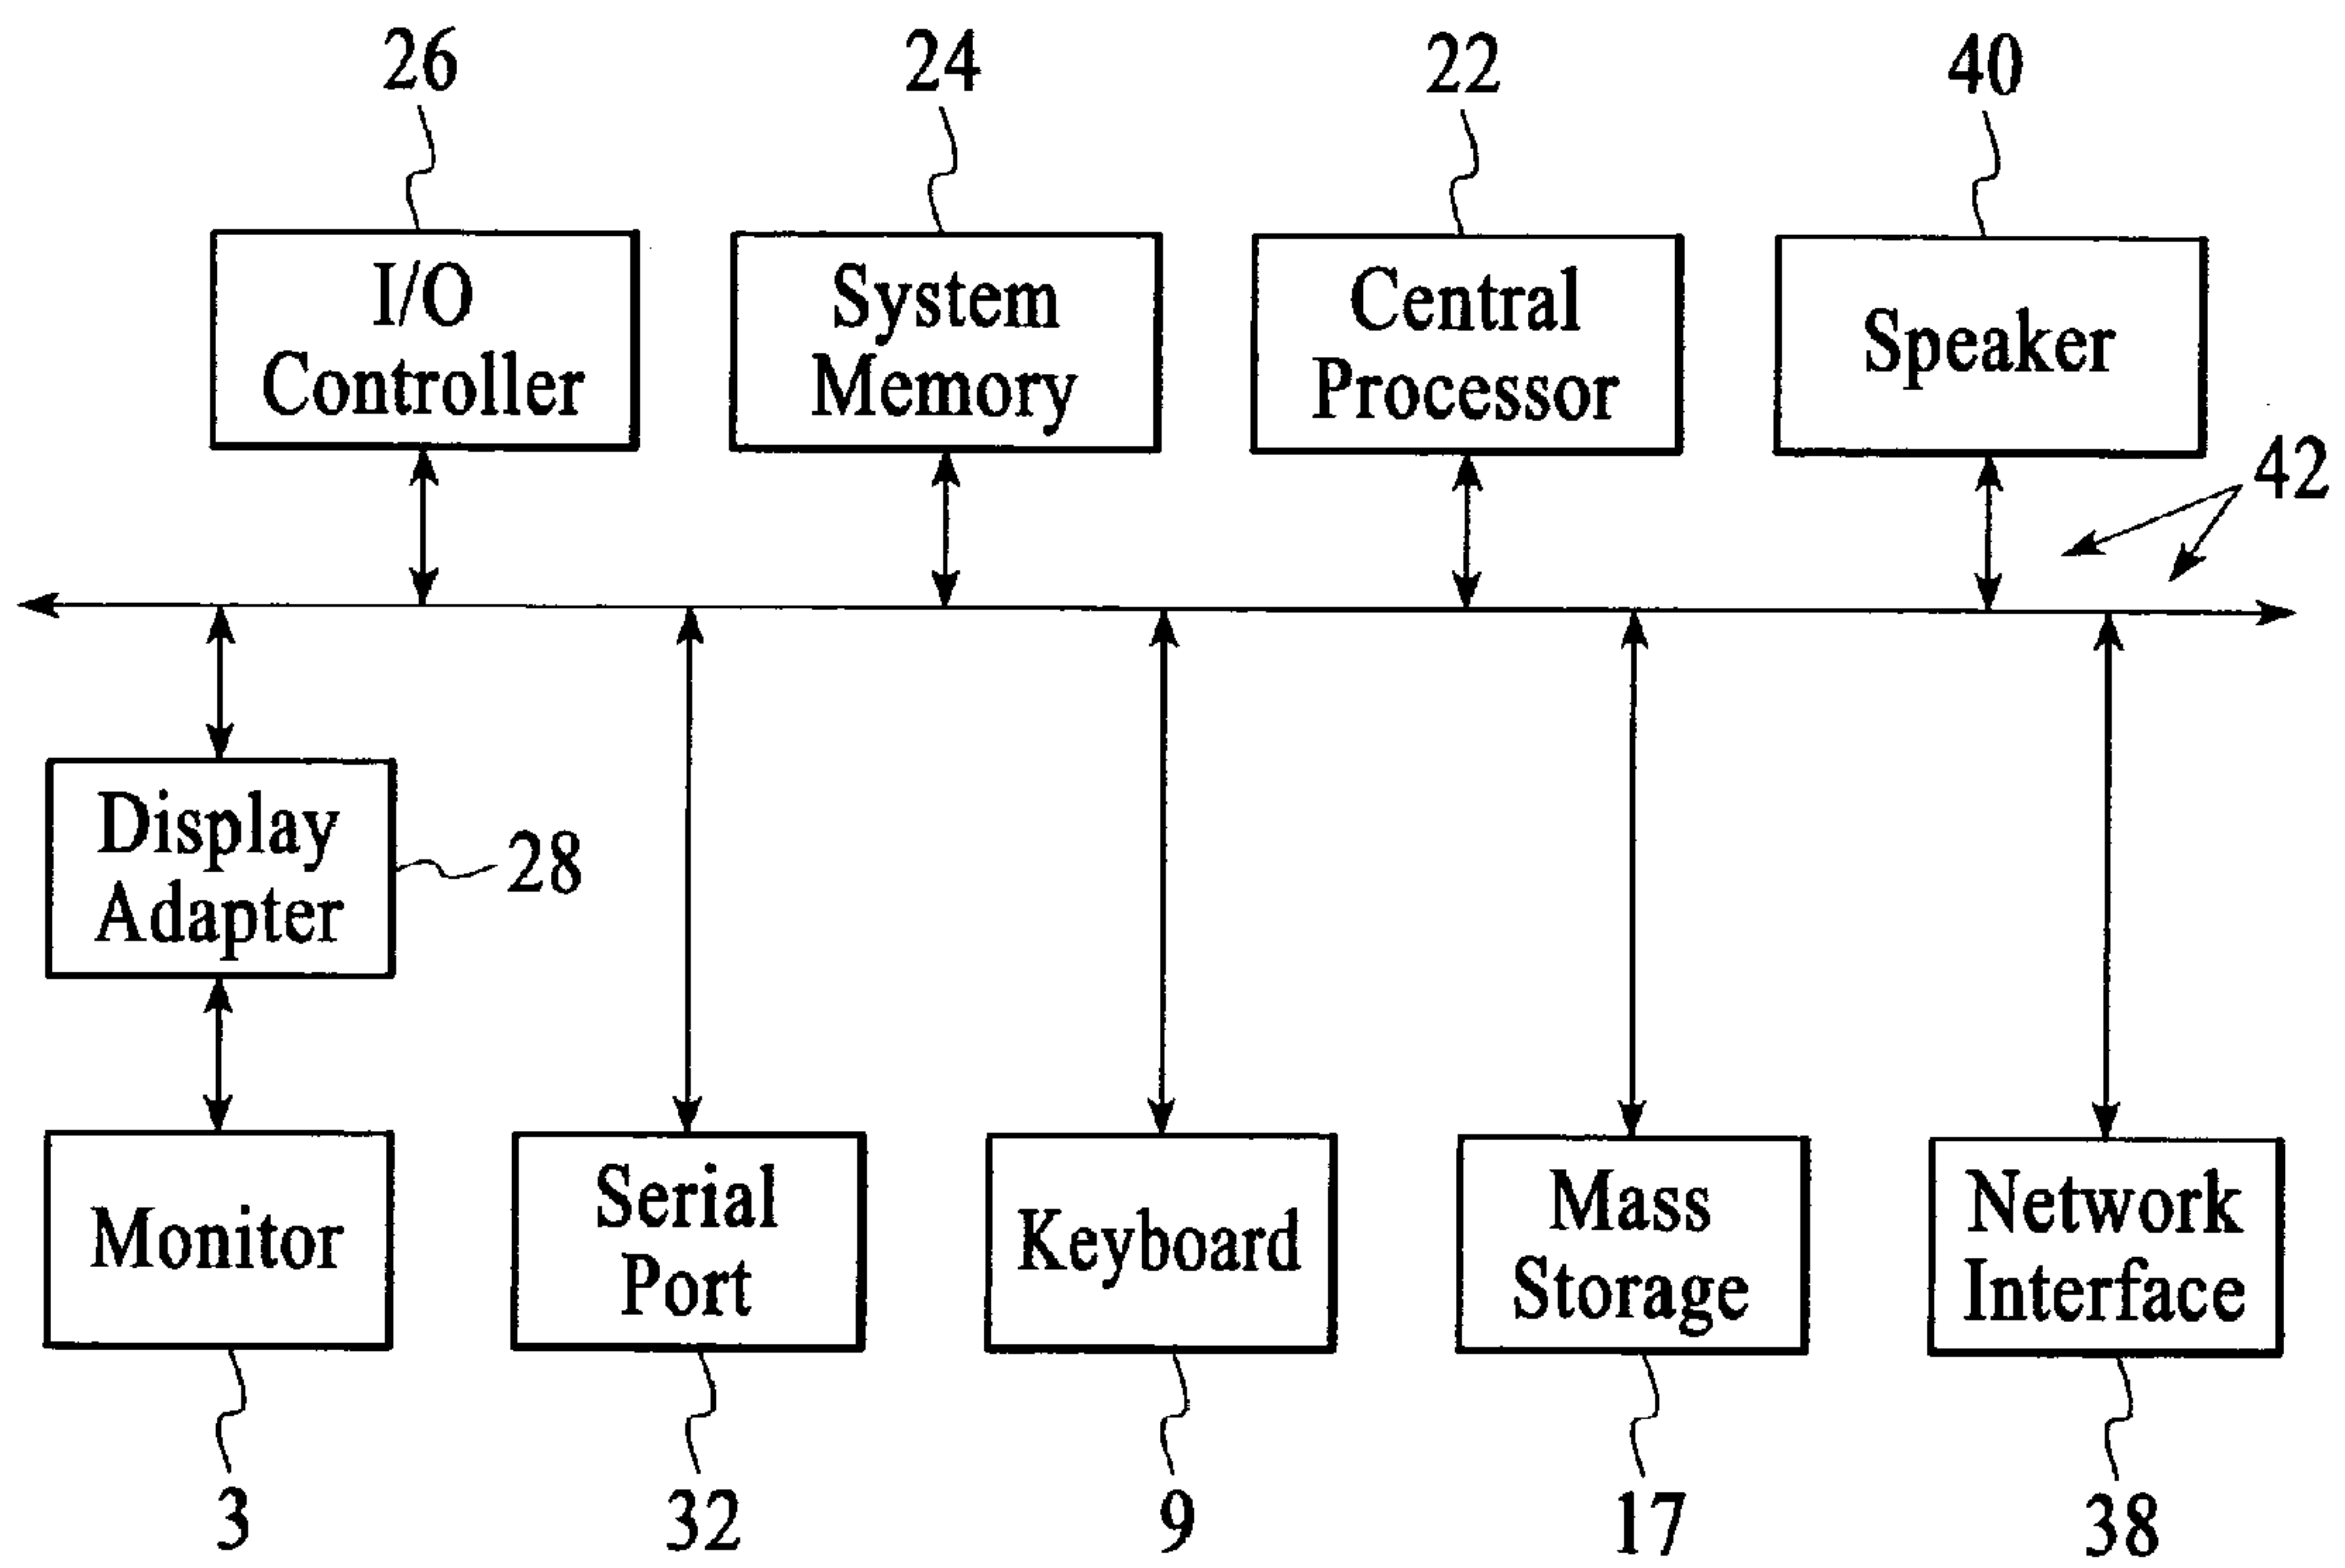 26
24
22
40
I/O
Controller
System
Memory
Central
Processor
Speaker
42
Display
Adapter
28
Monitor
Serial
Port
Keyboard
Mass
Storage
Network
Interface
3
32
9
17
38